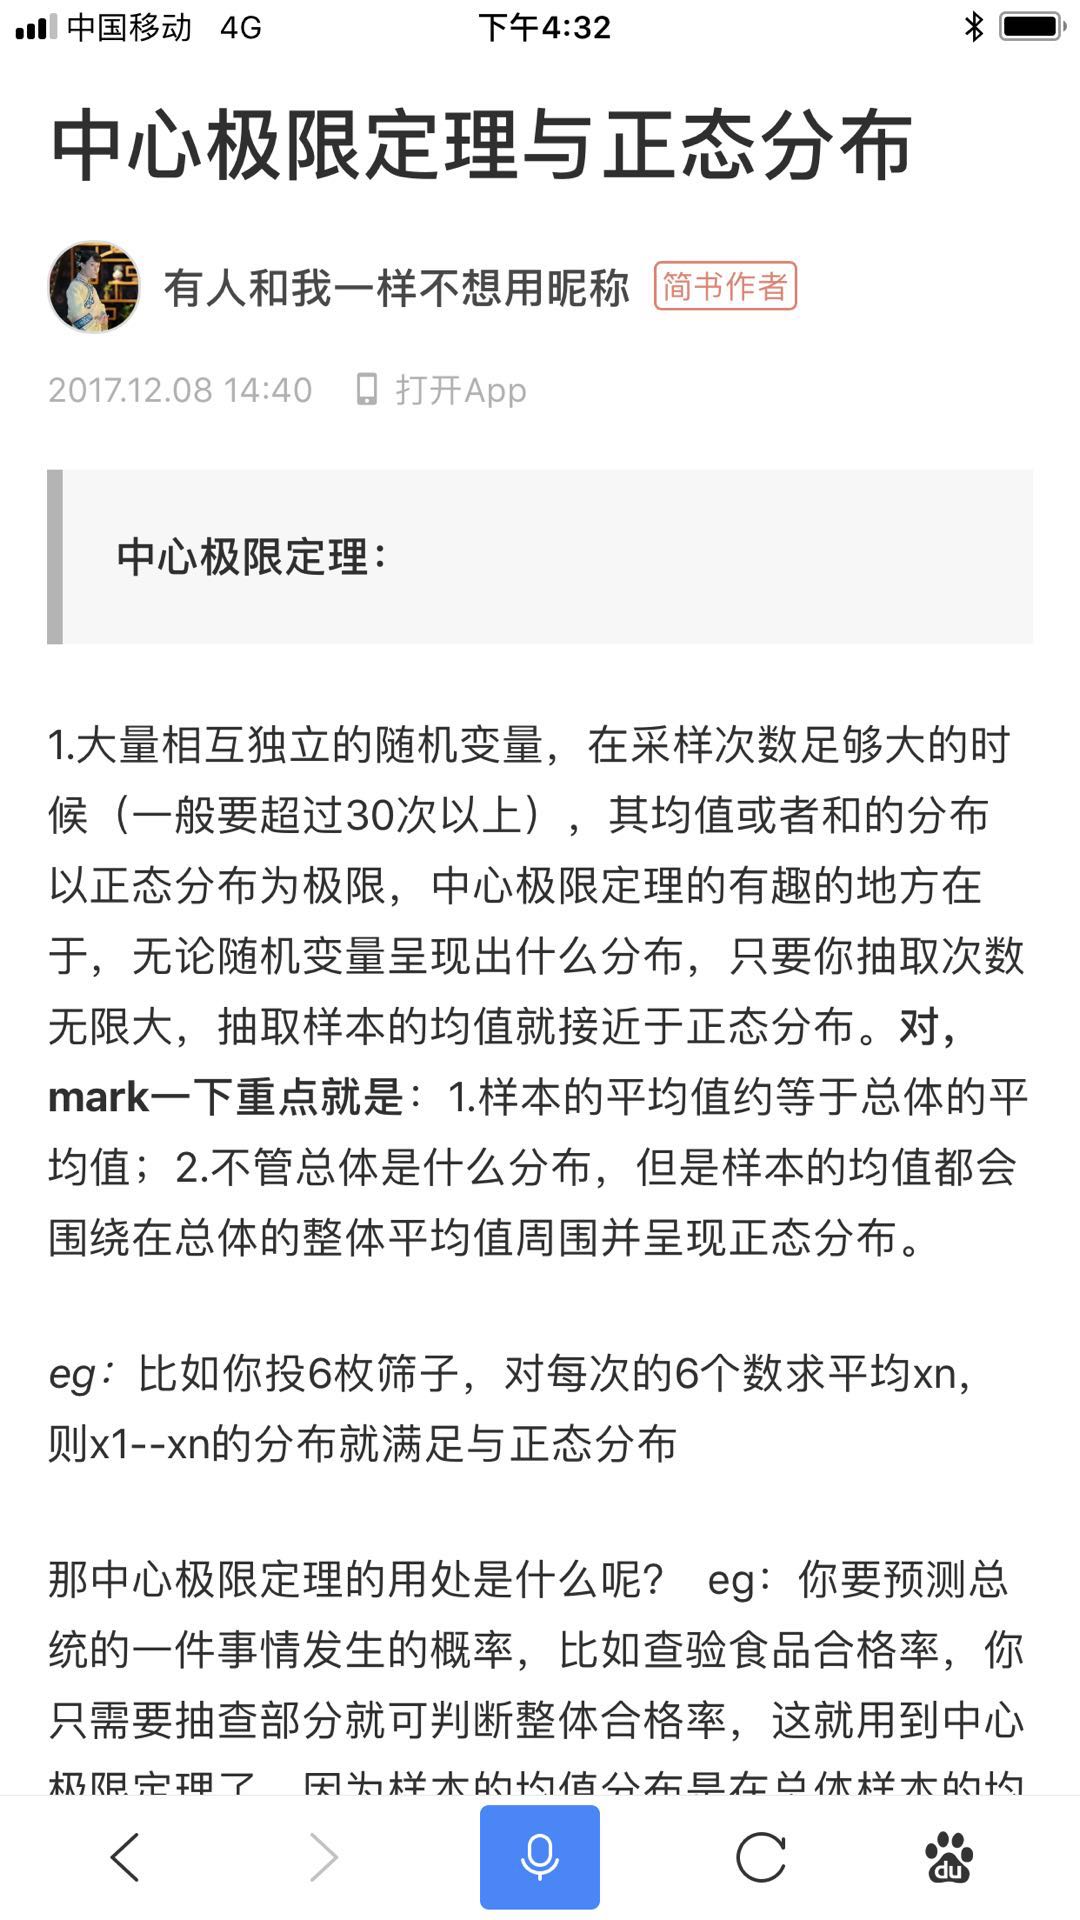 中国移动 4G 下午4:32
中心极限定理与正态分布
有人和我一样不想用昵称 简书作者
2017.12.08 14:40 打开App
中心极限定理：
1.大量相互独立的随机变量，在采样次数足够大的时
候（一般要超过30次以上），其均值或者和的分布
以正态分布为极限，中心极限定理的有趣的地方在
于，无论随机变量呈现出什么分布，只要你抽取次数
无限大，抽取样本的均值就接近于正态分布。对，
mark一下重点就是：1.样本的平均值约等于总体的平
均值；2.不管总体是什么分布，但是样本的均值都会
围绕在总体的整体平均值周围并呈现正态分布。
eg：比如你投6枚筛子，对每次的6个数求平均xn，
则x1--xn的分布就满足与正态分布
那中心极限定理的用处是什么呢？ eg：你要预测总
统的一件事情发生的概率，比如查验食品合格率，你
只需要抽查部分就可判断整体合格率，这就用到中心
极限定理了，因为样本的均值分布是在总体样本的均
du